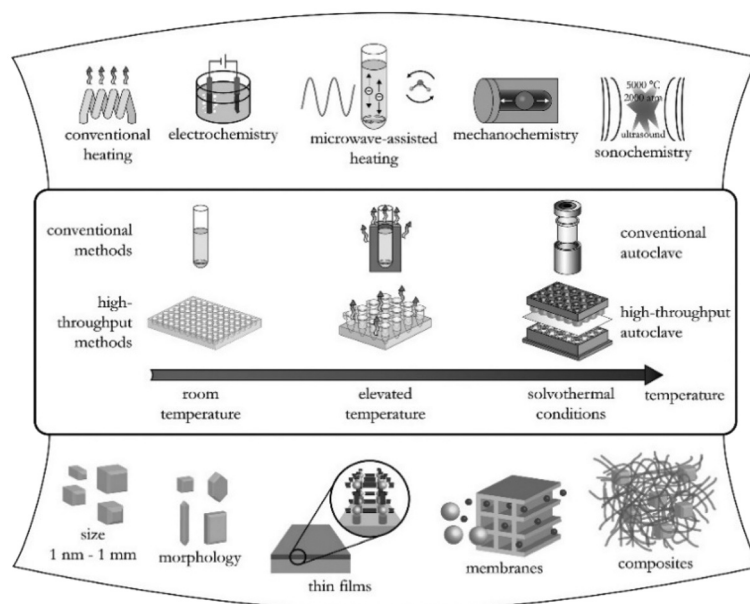 conventional
heating
electrochemistry
microwave-assisted
heating
mechanochemistry
5000 °C
2000 atm
ultrasound
sonochemistry
conventional
methods
conventional
autoclave
high-
throughput
methods
high-throughput
autoclave
room
temperature
elevated
temperature
solvothermal
conditions
temperature
size
1 nm - 1 mm
morphology
thin films
membranes
composites